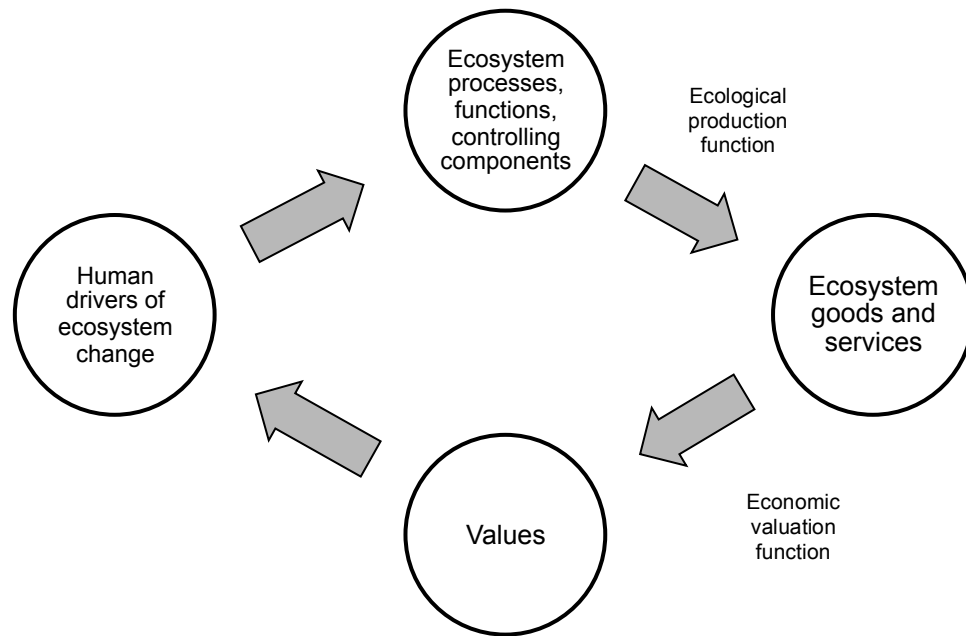 Ecosystem
processes,
functions,
controlling
components
Ecological
production
function
Human
drivers of
ecosystem
change
Ecosystem
goods and
services
Values
Economic
valuation
function